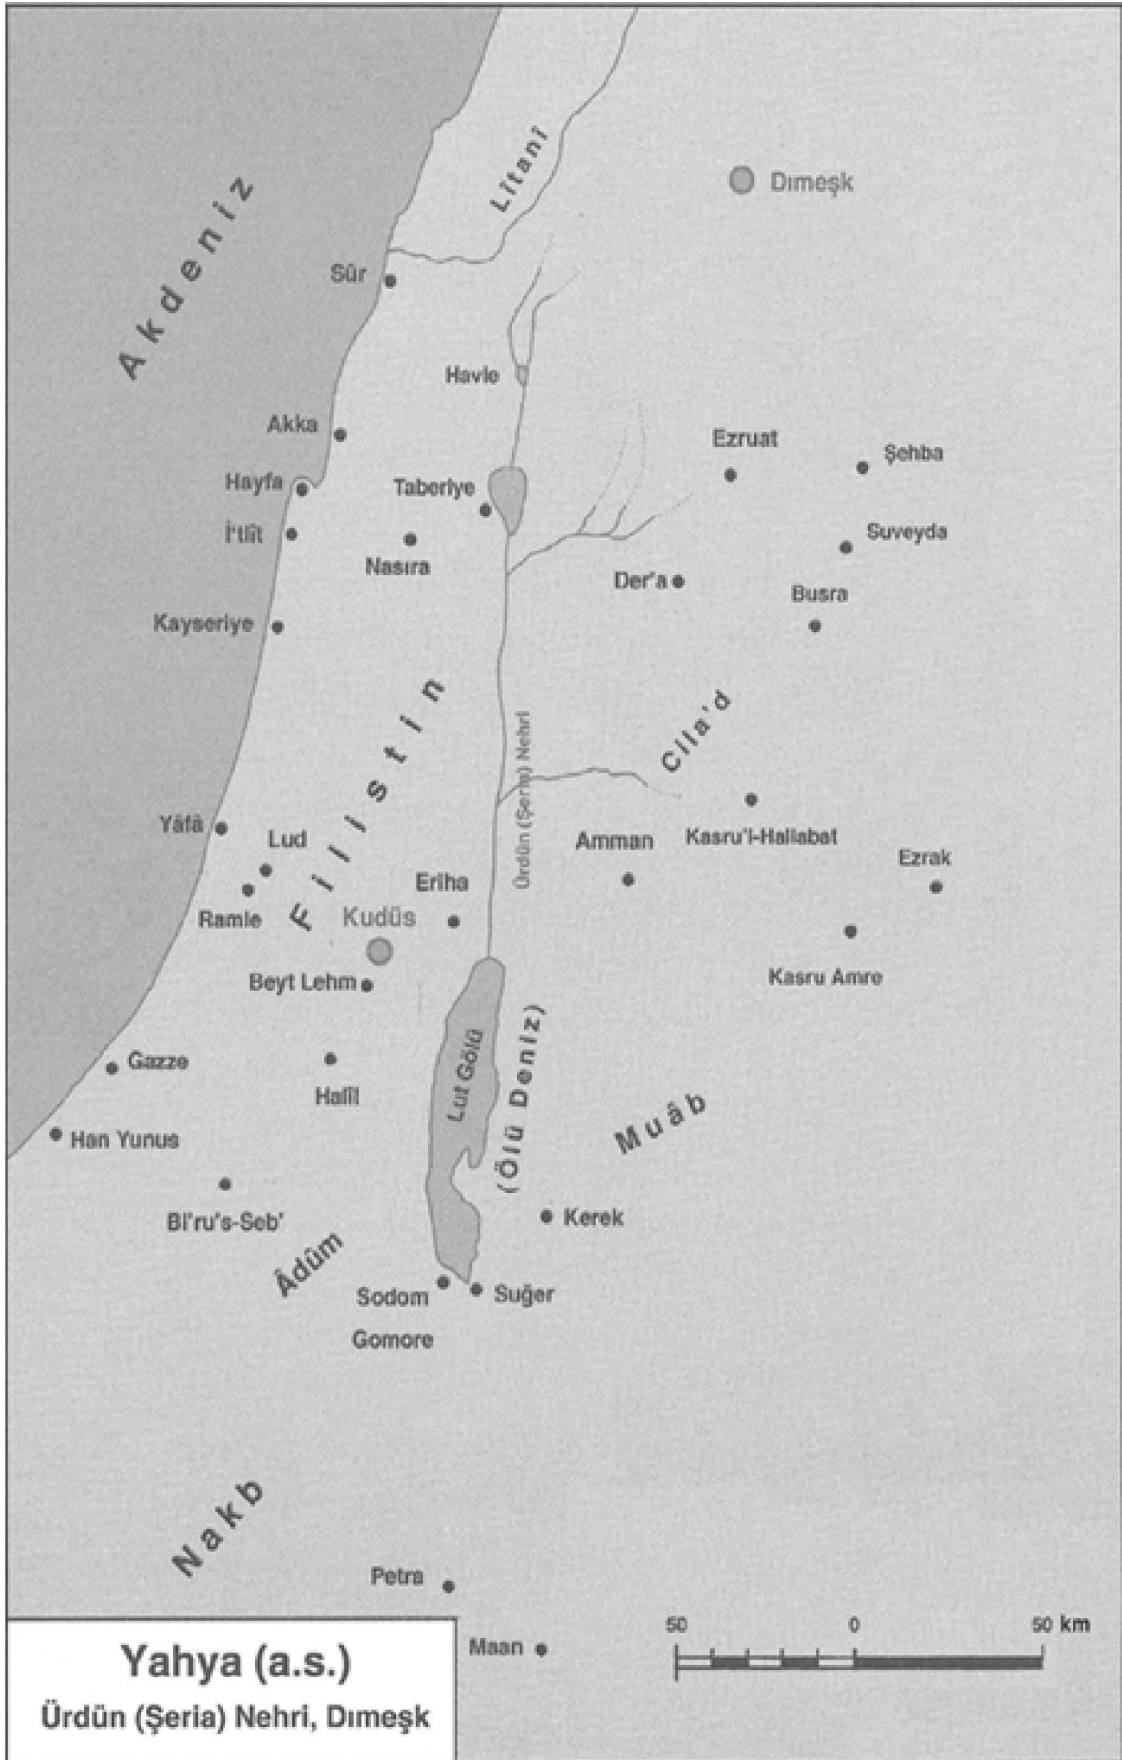 Akdeniz
Lîtanî
Dımeşk
Sûr
Havle
Akka
Ezruat
Şehba
Hayfa
Taberiye
İ'tlît
Nasıra
Suveyda
Der'a
Busra
Kayseriye
Filistin
Cila'd
Ürdün (Şeria) Nehri
Yâfâ
Lud
Amman
Kasru'l-Hallabat
Ezrak
Erîha
Ramle
Kudüs
Kasru Amre
Beyt Lehm
Lut Gölü
(Ölü Deniz)
Gazze
Halîl
Muâb
Han Yunus
Bi'ru's-Seb'
Kerek
Âdûm
Sodom
Gomore
Suğer
Nakb
Petra
Maan
50 0 50 km
Yahya (a.s.)
Ürdün (Şeria) Nehri, Dımeşk